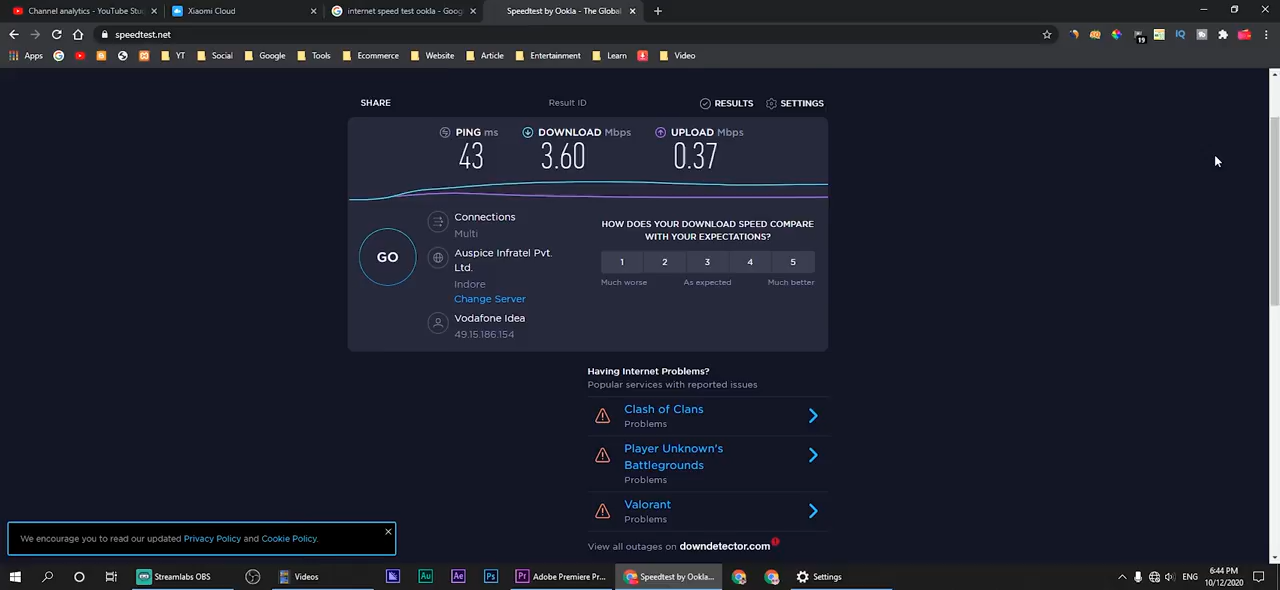 Channel analytics - YouTube Stu
Xiaomi Cloud
internet speed test ookla - Goog
Speedtest by Ookla - The Global
speedtest.net
19
IQ
Apps
YT
Social
Google
Tools
Ecommerce
Website
Article
Entertainment
Learn
Video
SHARE
Result ID
RESULTS
SETTINGS
PING ms
DOWNLOAD Mbps
UPLOAD Mbps
43
3.60
0.37
GO
Connections
Multi
Auspice Infratel Pvt.
Ltd.
Indore
Change Server
Vodafone Idea
49.15.186.154
HOW DOES YOUR DOWNLOAD SPEED COMPARE
WITH YOUR EXPECTATIONS?
1 2 3 4 5
Much worse As expected Much better
Having Internet Problems?
Popular services with reported issues
Clash of Clans
Problems
Player Unknown's
Battlegrounds
Problems
Valorant
Problems
View all outages on downdetector.com
We encourage you to read our updated Privacy Policy and Cookie Policy.
Streamlabs OBS
Videos
Au
Ae
Ps
Pr
Adobe Premiere Pr...
Speedtest by Ookla...
Settings
ENG
6:44 PM
10/12/2020